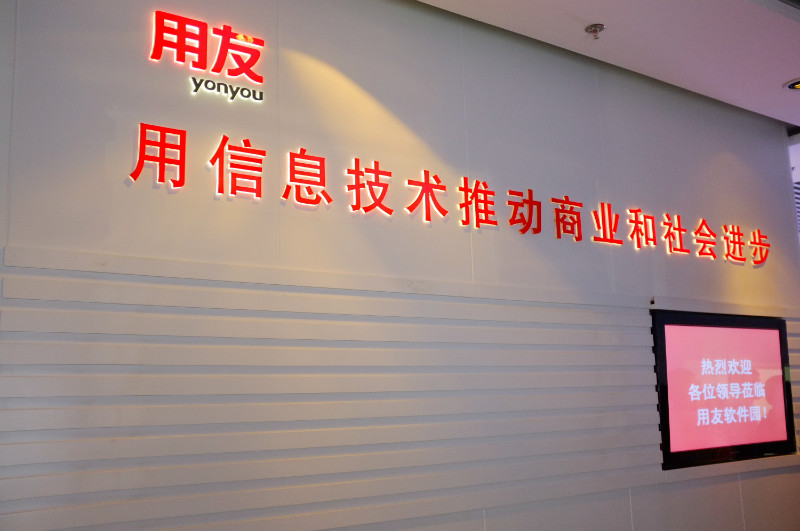 用友
yonyou
用信息技术推动商业和社会进步
热烈欢迎
各位领导莅临
用友软件园！